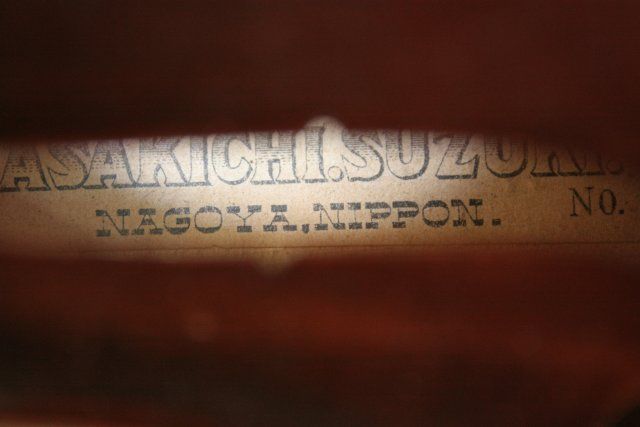 ASAKICHI.SUZUKI.
NAGOYA, NIPPON.
No.